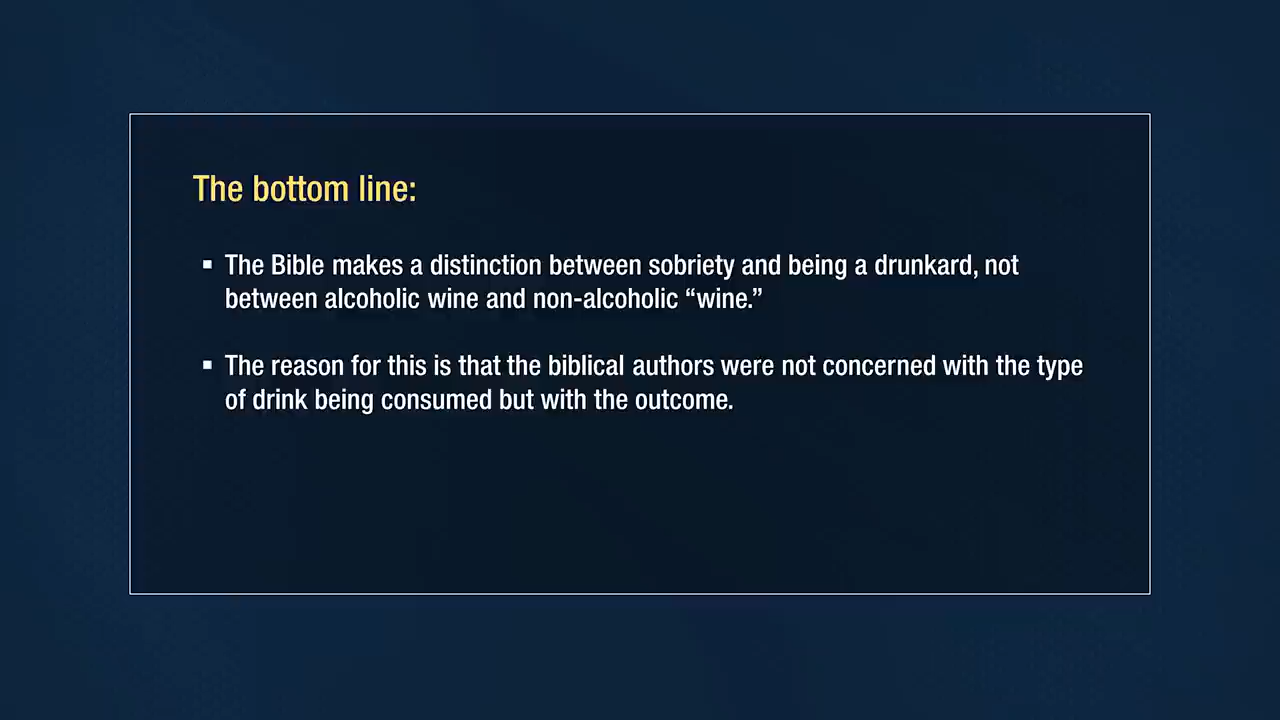 The bottom line:
▪ The Bible makes a distinction between sobriety and being a drunkard, not
between alcoholic wine and non-alcoholic “wine.”
▪ The reason for this is that the biblical authors were not concerned with the type
of drink being consumed but with the outcome.